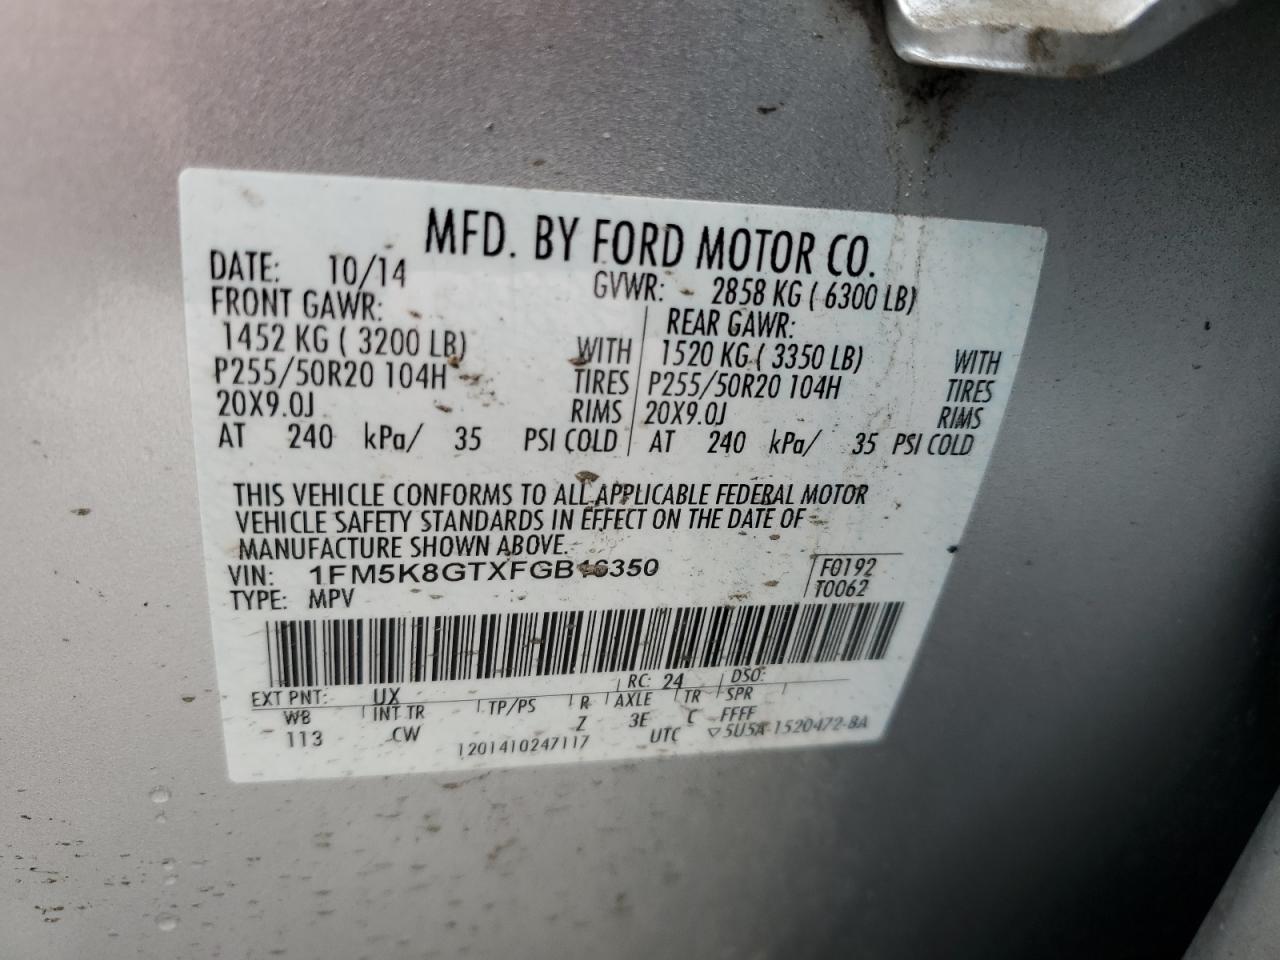 MFD. BY FORD MOTOR CO.
DATE: 10/14 GVWR: 2858 KG ( 6300 LB)
FRONT GAWR: REAR GAWR:
1452 KG ( 3200 LB) WITH 1520 KG ( 3350 LB) WITH
P255/50R20 104H TIRES P255/50R20 104H TIRES
20X9.0J RIMS 20X9.0J RIMS
AT 240 kPa/ 35 PSI COLD AT 240 kPa/ 35 PSI COLD
THIS VEHICLE CONFORMS TO ALL APPLICABLE FEDERAL MOTOR
VEHICLE SAFETY STANDARDS IN EFFECT ON THE DATE OF
MANUFACTURE SHOWN ABOVE.
VIN: 1FM5K8GTXFGB16350 F0192
TYPE: MPV T0062
EXT PNT: UX RC: 24 DSO:
WB INT TR TP/PS R AXLE TR SPR
113 CW Z 3E C FFFF
1201410247117 UTC ▽5U5A-1520472-BA